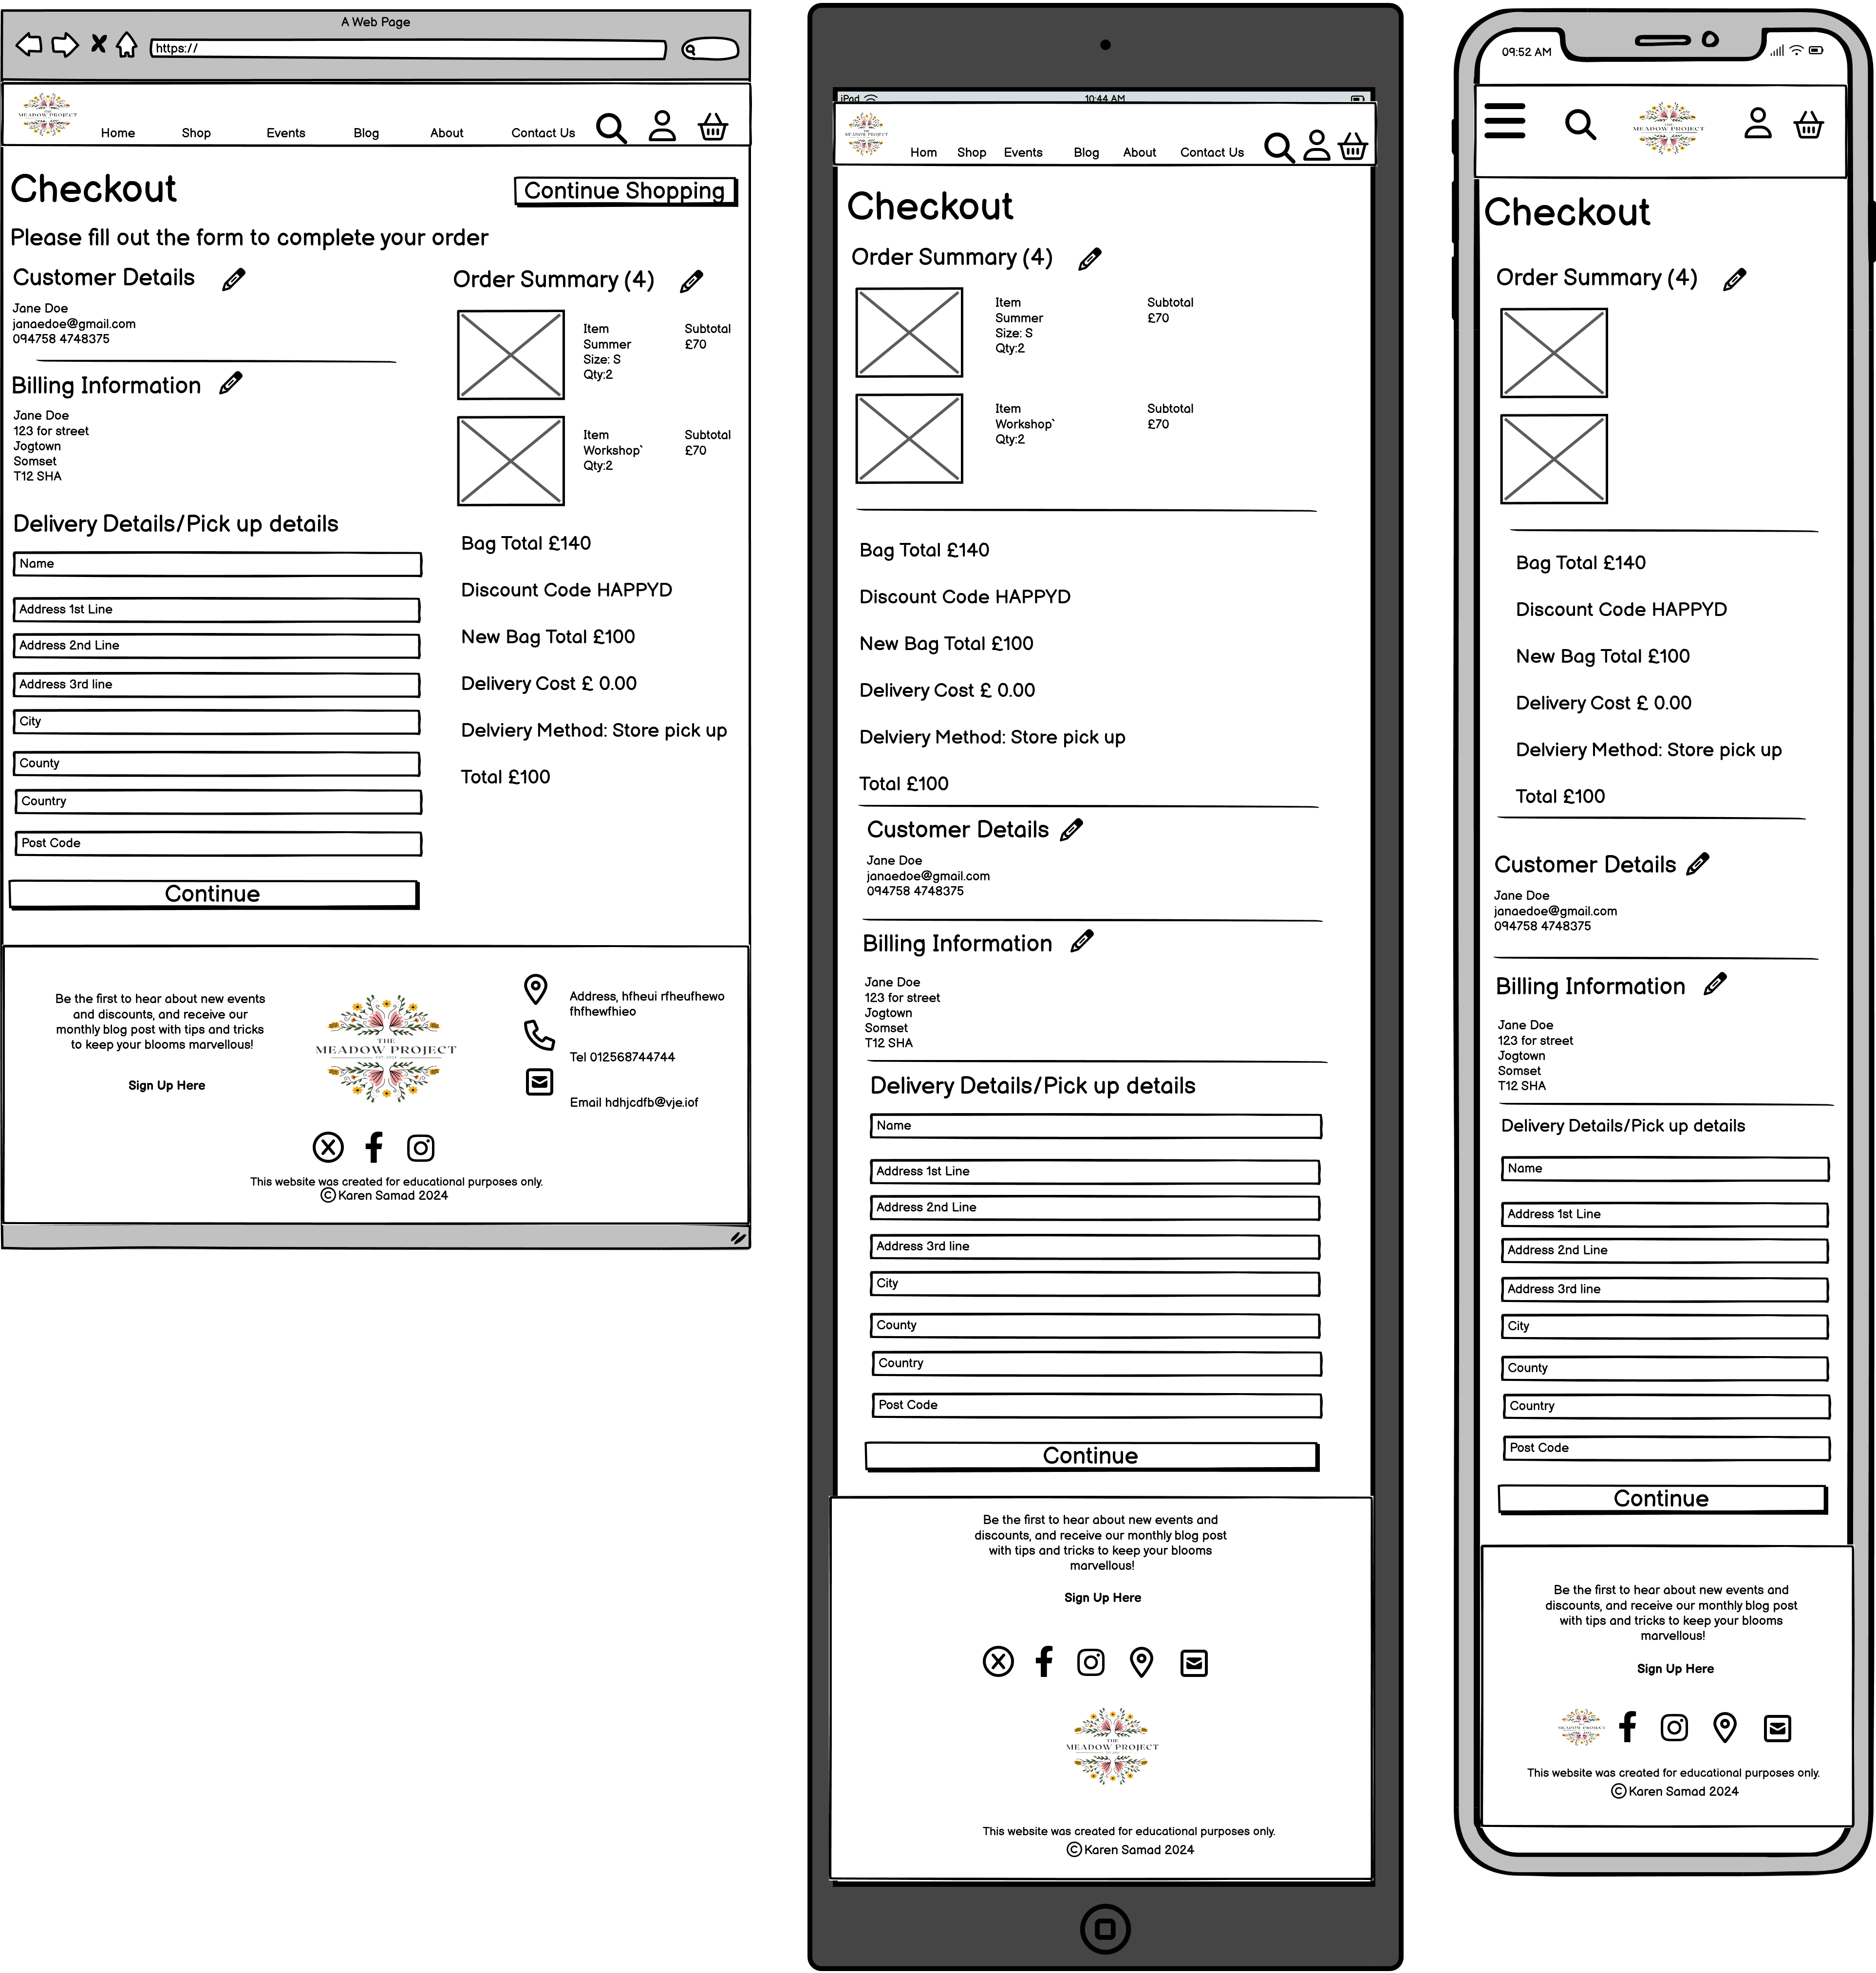 A Web Page
https://
THE
MEADOW PROJECT
Home Shop Events Blog About Contact Us
Checkout
Continue Shopping
Please fill out the form to complete your order
Customer Details
Jane Doe
janaedoe@gmail.com
094758 4748375
Billing Information
Jane Doe
123 for street
Jogtown
Somset
T12 SHA
Delivery Details/Pick up details
Name
Address 1st Line
Address 2nd Line
Address 3rd line
City
County
Country
Post Code
Continue
Order Summary (4)
Item
Summer
Size: S
Qty:2
Subtotal
£70
Item
Workshop`
Qty:2
Subtotal
£70
Bag Total £140
Discount Code HAPPYD
New Bag Total £100
Delivery Cost £ 0.00
Delviery Method: Store pick up
Total £100
Be the first to hear about new events
and discounts, and receive our
monthly blog post with tips and tricks
to keep your blooms marvellous!
Sign Up Here
THE
MEADOW PROJECT
EST. 2023
Address, hfheui rfheufhewo
fhfhewfhieo
Tel 012568744744
Email hdhjcdfb@vje.iof
This website was created for educational purposes only.
© Karen Samad 2024
iPad 10:44 AM
THE
MEADOW PROJECT
Hom Shop Events Blog About Contact Us
Checkout
Order Summary (4)
Item
Summer
Size: S
Qty:2
Subtotal
£70
Item
Workshop`
Qty:2
Subtotal
£70
Bag Total £140
Discount Code HAPPYD
New Bag Total £100
Delivery Cost £ 0.00
Delviery Method: Store pick up
Total £100
Customer Details
Jane Doe
janaedoe@gmail.com
094758 4748375
Billing Information
Jane Doe
123 for street
Jogtown
Somset
T12 SHA
Delivery Details/Pick up details
Name
Address 1st Line
Address 2nd Line
Address 3rd line
City
County
Country
Post Code
Continue
Be the first to hear about new events and
discounts, and receive our monthly blog post
with tips and tricks to keep your blooms
marvellous!
Sign Up Here
THE
MEADOW PROJECT
This website was created for educational purposes only.
© Karen Samad 2024
09:52 AM
THE
MEADOW PROJECT
Checkout
Order Summary (4)
Bag Total £140
Discount Code HAPPYD
New Bag Total £100
Delivery Cost £ 0.00
Delviery Method: Store pick up
Total £100
Customer Details
Jane Doe
janaedoe@gmail.com
094758 4748375
Billing Information
Jane Doe
123 for street
Jogtown
Somset
T12 SHA
Delivery Details/Pick up details
Name
Address 1st Line
Address 2nd Line
Address 3rd line
City
County
Country
Post Code
Continue
Be the first to hear about new events and
discounts, and receive our monthly blog post
with tips and tricks to keep your blooms
marvellous!
Sign Up Here
MEADOW PROJECT
This website was created for educational purposes only.
© Karen Samad 2024